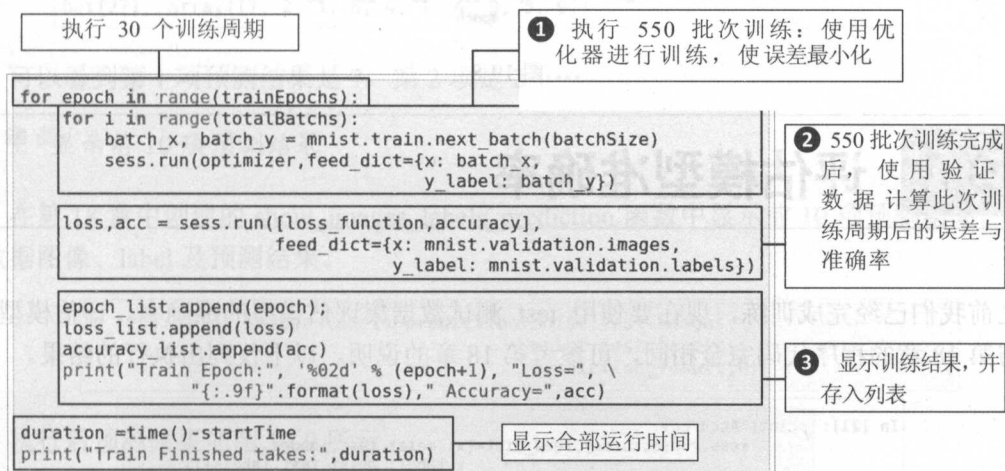 执行 30 个训练周期
❶ 执行 550 批次训练：使用优
化器进行训练，使误差最小化
for epoch in range(trainEpochs):
for i in range(totalBatchs):
batch_x, batch_y = mnist.train.next_batch(batchSize)
sess.run(optimizer,feed_dict={x: batch_x,
y_label: batch_y})
❷ 550 批次训练完成
后，使用验证
数据计算此次训
练周期后的误差与
准确率
loss,acc = sess.run([loss_function,accuracy],
feed_dict={x: mnist.validation.images,
y_label: mnist.validation.labels})
epoch_list.append(epoch)
loss_list.append(loss)
accuracy_list.append(acc)
print("Train Epoch:", '%02d' % (epoch+1), "Loss=", \
"{:.9f}".format(loss)," Accuracy=",acc)
❸ 显示训练结果，并
存入列表
duration =time()-startTime
print("Train Finished takes:",duration)
显示全部运行时间